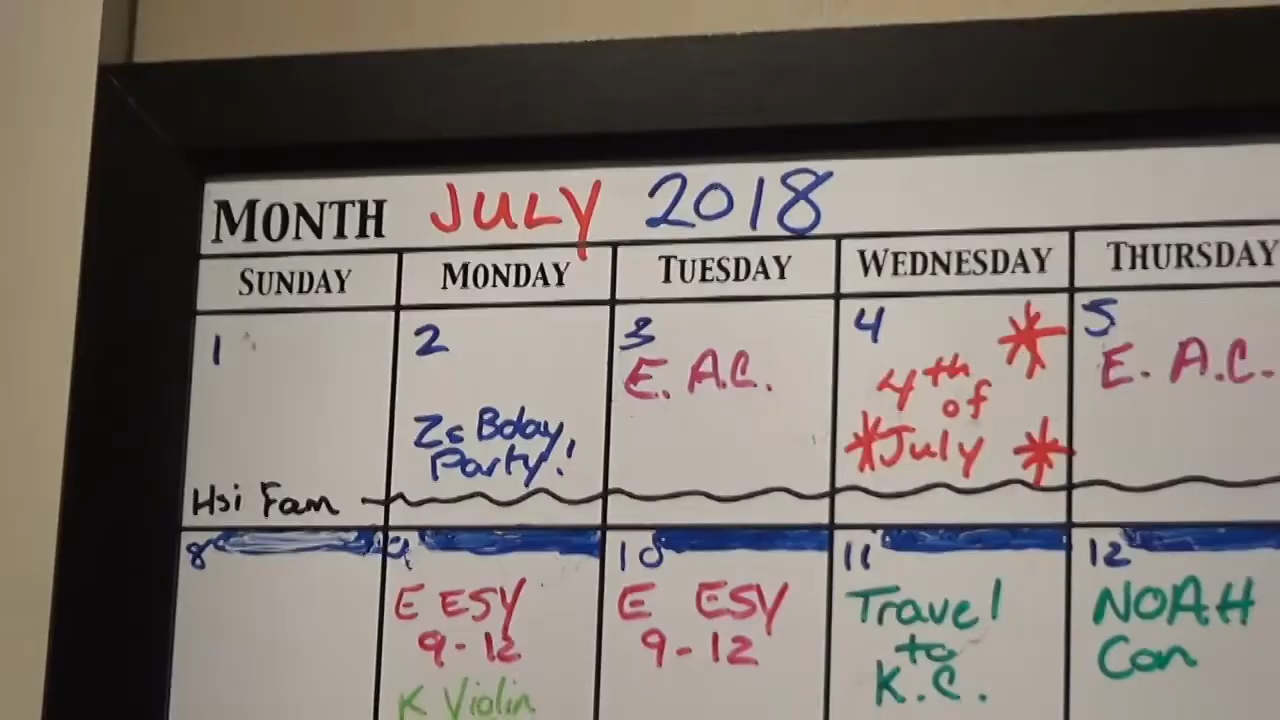 MONTH JULY 2018
SUNDAY MONDAY TUESDAY WEDNESDAY THURSDAY
1 2 3 4 5
E. A.C. E. A.C.
4th
of
July
Zs Bday
Party!
Hsi Fam
8 9 10 11 12
E ESY E ESY Travel NOAH
9-12 9-12 to Con
K.C.
K Violin